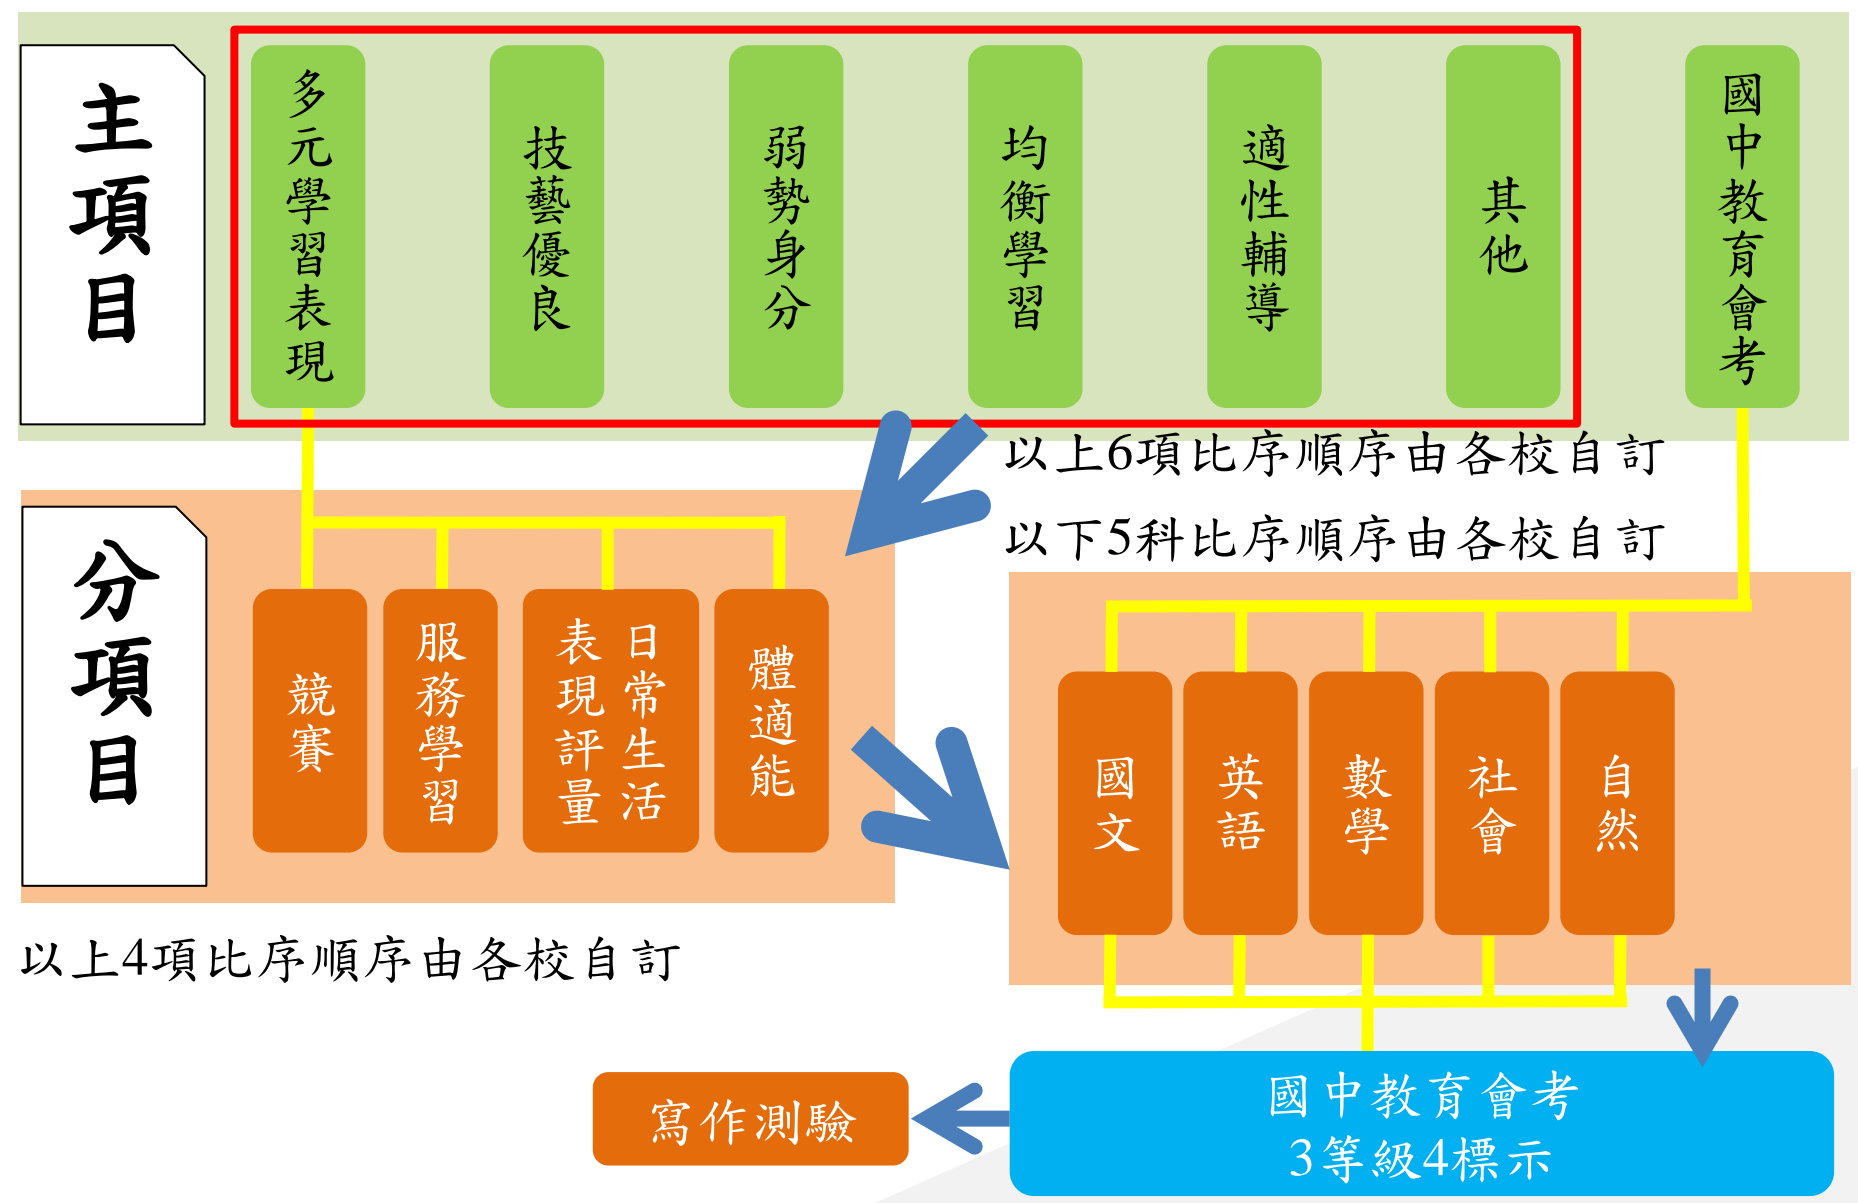 主項目
多元學習表現
技藝優良
弱勢身分
均衡學習
適性輔導
其他
國中教育會考
以上6項比序順序由各校自訂
以下5科比序順序由各校自訂
分項目
競賽
服務學習
日常生活
表現評量
體適能
國文
英語
數學
社會
自然
以上4項比序順序由各校自訂
寫作測驗
國中教育會考
3等級4標示